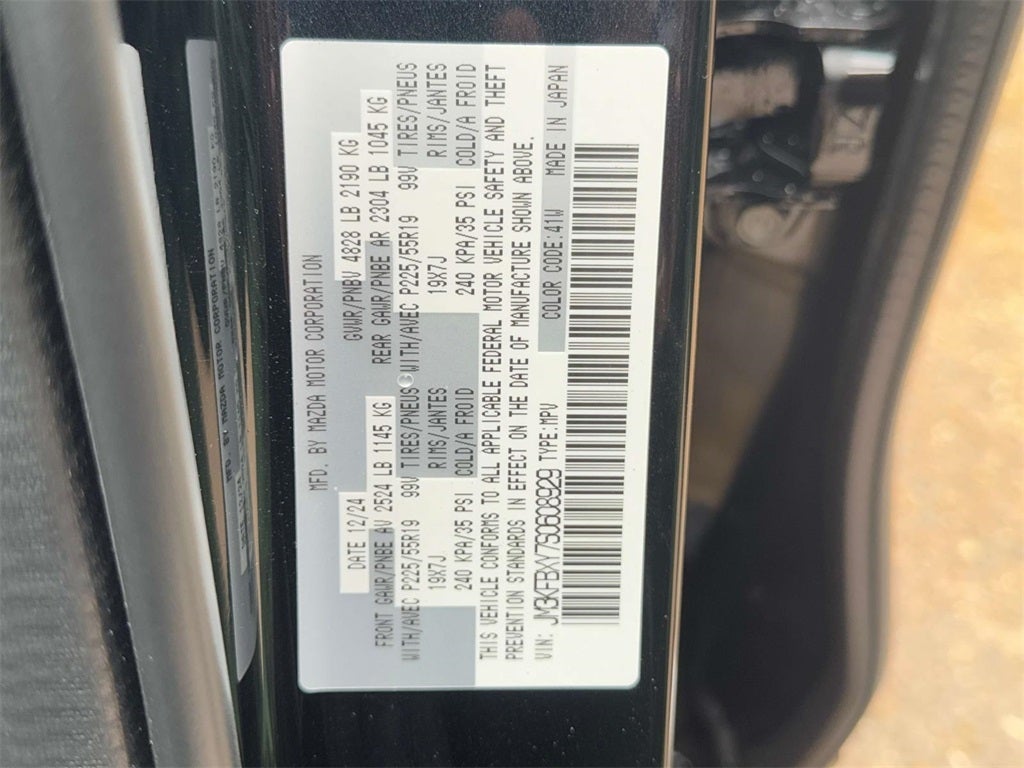 MFD. BY MAZDA MOTOR CORPORATION
DATE 12/24 GVWR/PNBV 4828 LB 2190 KG
FRONT GAWR/PNBE AV 2524 LB 1145 KG REAR GAWR/PNBE AR 2304 LB 1045 KG
WITH/AVEC P225/55R19 99V TIRES/PNEUS WITH/AVEC P225/55R19 99V TIRES/PNEUS
19X7J RIMS/JANTES 19X7J RIMS/JANTES
240 KPA/35 PSI COLD/A FROID 240 KPA/35 PSI COLD/A FROID
THIS VEHICLE CONFORMS TO ALL APPLICABLE FEDERAL MOTOR VEHICLE SAFETY AND THEFT
PREVENTION STANDARDS IN EFFECT ON THE DATE OF MANUFACTURE SHOWN ABOVE.
COLOR CODE:41W MADE IN JAPAN
VIN: JM3KFBXY7S0608929 TYPE:MPV
MFD. BY MAZDA MOTOR CORPORATION